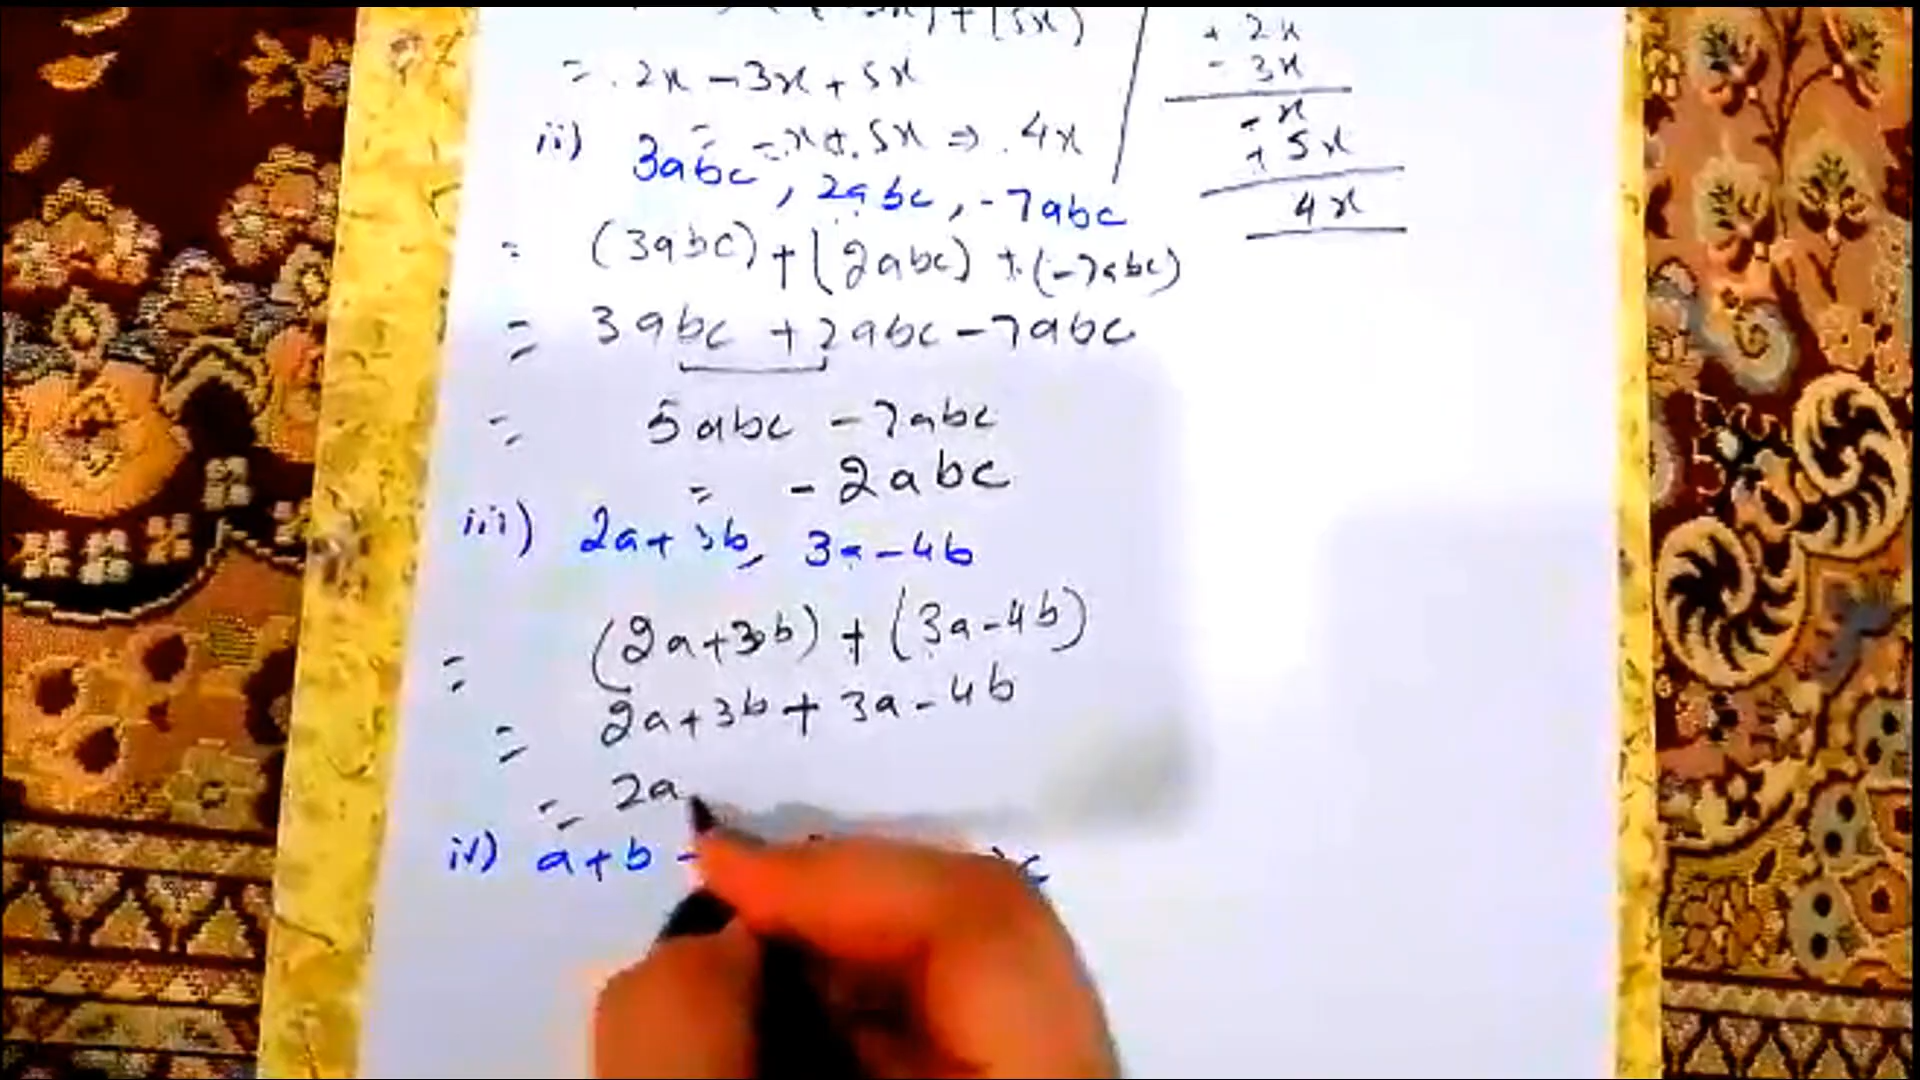 + (5x)
= 2x - 3x + 5x
= -x + 5x ⇒ 4x
+ 2x
- 3x
- x
+ 5x
4x
ii) 3abc, 2abc, -7abc
= (3abc) + (2abc) + (-7abc)
= 3abc + 2abc - 7abc
= 5abc - 7abc
= - 2abc
iii) 2a + 3b, 3a - 4b
= (2a + 3b) + (3a - 4b)
= 2a + 3b + 3a - 4b
= 2a
iv) a + b -